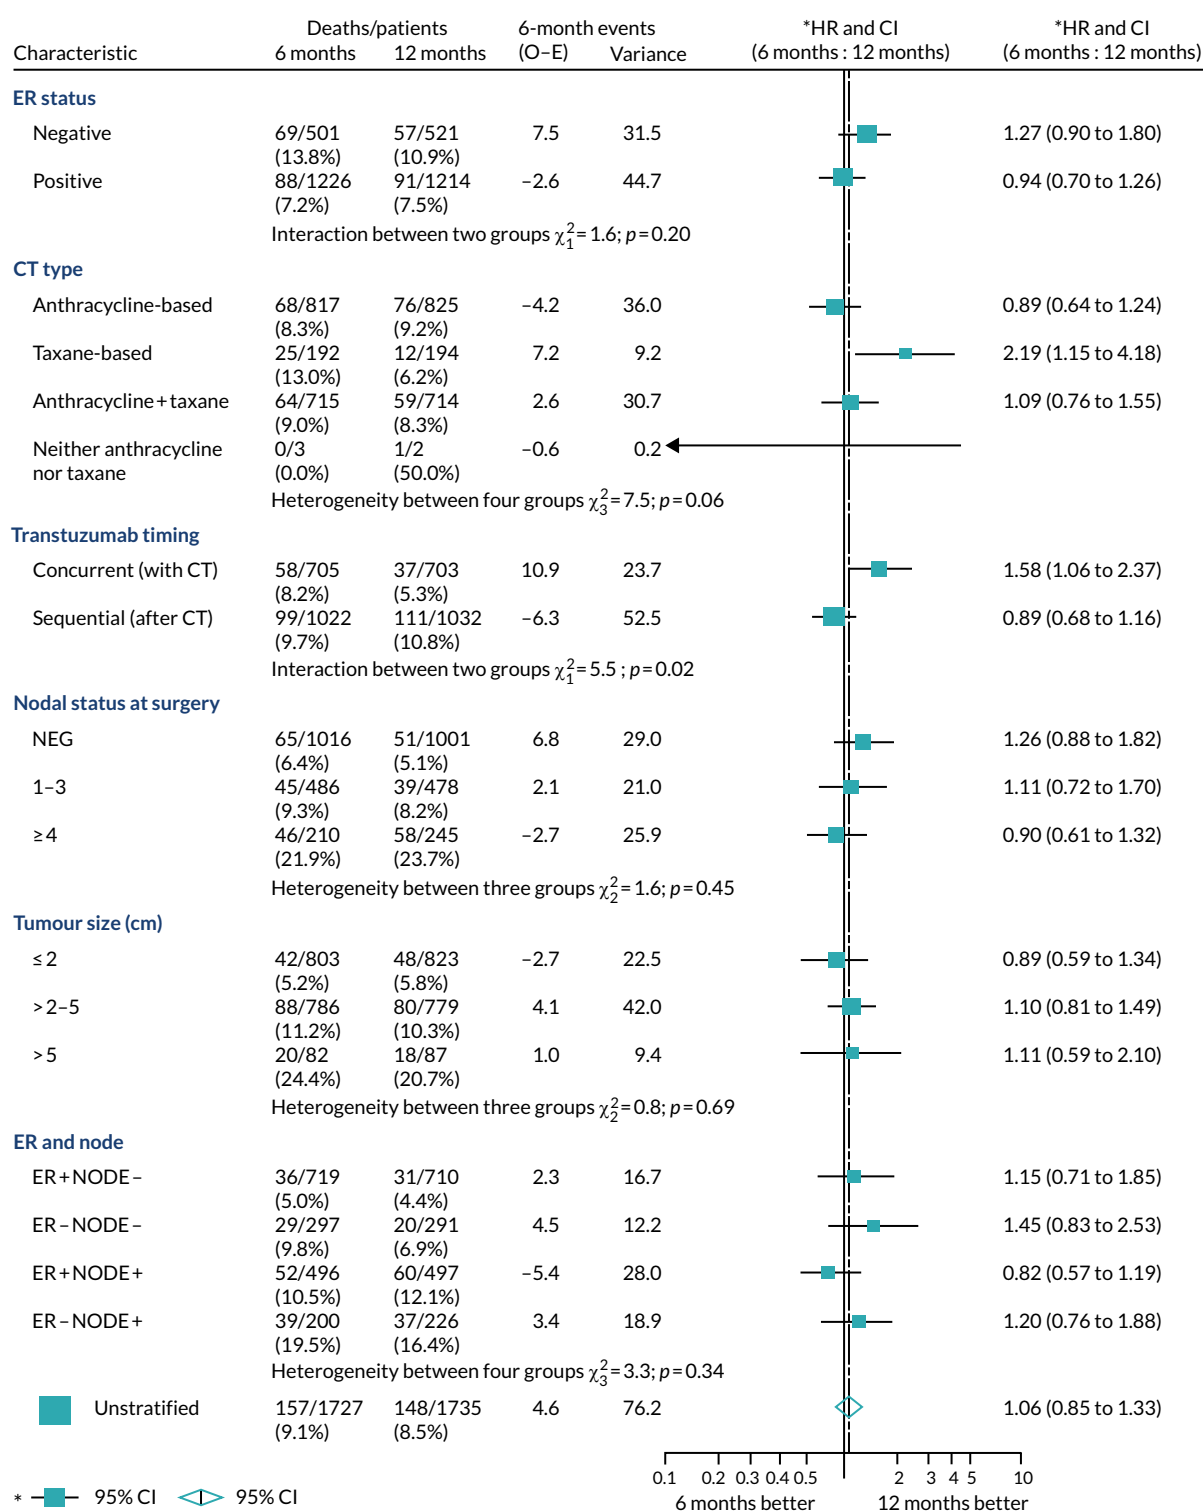 Deaths/patients 6-month events *HR and CI *HR and CI
Characteristic 6 months 12 months (O–E) Variance (6 months : 12 months) (6 months : 12 months)
ER status
Negative 69/501 57/521 7.5 31.5 1.27 (0.90 to 1.80)
(13.8%) (10.9%)
Positive 88/1226 91/1214 –2.6 44.7 0.94 (0.70 to 1.26)
(7.2%) (7.5%)
Interaction between two groups χ²₁=1.6; p=0.20
CT type
Anthracycline-based 68/817 76/825 –4.2 36.0 0.89 (0.64 to 1.24)
(8.3%) (9.2%)
Taxane-based 25/192 12/194 7.2 9.2 2.19 (1.15 to 4.18)
(13.0%) (6.2%)
Anthracycline+taxane 64/715 59/714 2.6 30.7 1.09 (0.76 to 1.55)
(9.0%) (8.3%)
Neither anthracycline 0/3 1/2 –0.6 0.2
nor taxane (0.0%) (50.0%)
Heterogeneity between four groups χ²₃=7.5; p=0.06
Transtuzumab timing
Concurrent (with CT) 58/705 37/703 10.9 23.7 1.58 (1.06 to 2.37)
(8.2%) (5.3%)
Sequential (after CT) 99/1022 111/1032 –6.3 52.5 0.89 (0.68 to 1.16)
(9.7%) (10.8%)
Interaction between two groups χ²₁=5.5 ; p=0.02
Nodal status at surgery
NEG 65/1016 51/1001 6.8 29.0 1.26 (0.88 to 1.82)
(6.4%) (5.1%)
1–3 45/486 39/478 2.1 21.0 1.11 (0.72 to 1.70)
(9.3%) (8.2%)
≥4 46/210 58/245 –2.7 25.9 0.90 (0.61 to 1.32)
(21.9%) (23.7%)
Heterogeneity between three groups χ²₂=1.6; p=0.45
Tumour size (cm)
≤2 42/803 48/823 –2.7 22.5 0.89 (0.59 to 1.34)
(5.2%) (5.8%)
>2–5 88/786 80/779 4.1 42.0 1.10 (0.81 to 1.49)
(11.2%) (10.3%)
>5 20/82 18/87 1.0 9.4 1.11 (0.59 to 2.10)
(24.4%) (20.7%)
Heterogeneity between three groups χ²₂=0.8; p=0.69
ER and node
ER+NODE– 36/719 31/710 2.3 16.7 1.15 (0.71 to 1.85)
(5.0%) (4.4%)
ER–NODE– 29/297 20/291 4.5 12.2 1.45 (0.83 to 2.53)
(9.8%) (6.9%)
ER+NODE+ 52/496 60/497 –5.4 28.0 0.82 (0.57 to 1.19)
(10.5%) (12.1%)
ER–NODE+ 39/200 37/226 3.4 18.9 1.20 (0.76 to 1.88)
(19.5%) (16.4%)
Heterogeneity between four groups χ²₃=3.3; p=0.34
Unstratified 157/1727 148/1735 4.6 76.2 1.06 (0.85 to 1.33)
(9.1%) (8.5%)
0.1 0.2 0.3 0.4 0.5 2 3 4 5 10
* 95% CI 95% CI 6 months better 12 months better